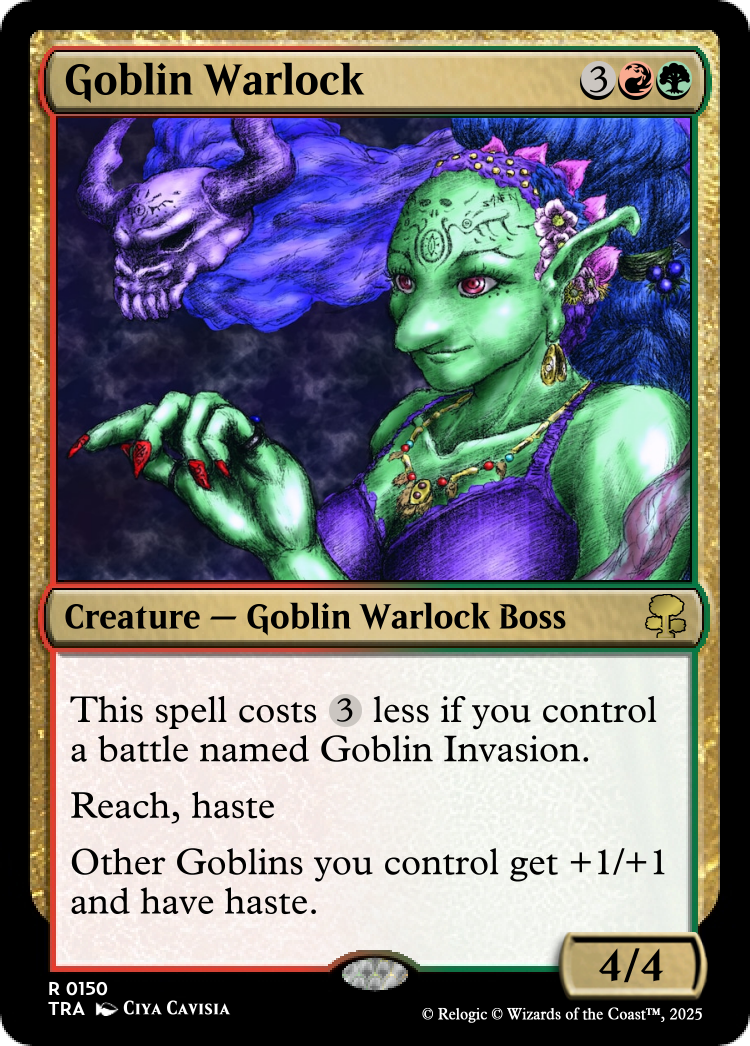 Goblin Warlock 3
Creature — Goblin Warlock Boss
This spell costs 3 less if you control
a battle named Goblin Invasion.
Reach, haste
Other Goblins you control get +1/+1
and have haste.
4/4
R 0150
TRA Ciya Cavisia
© Relogic © Wizards of the Coast™, 2025